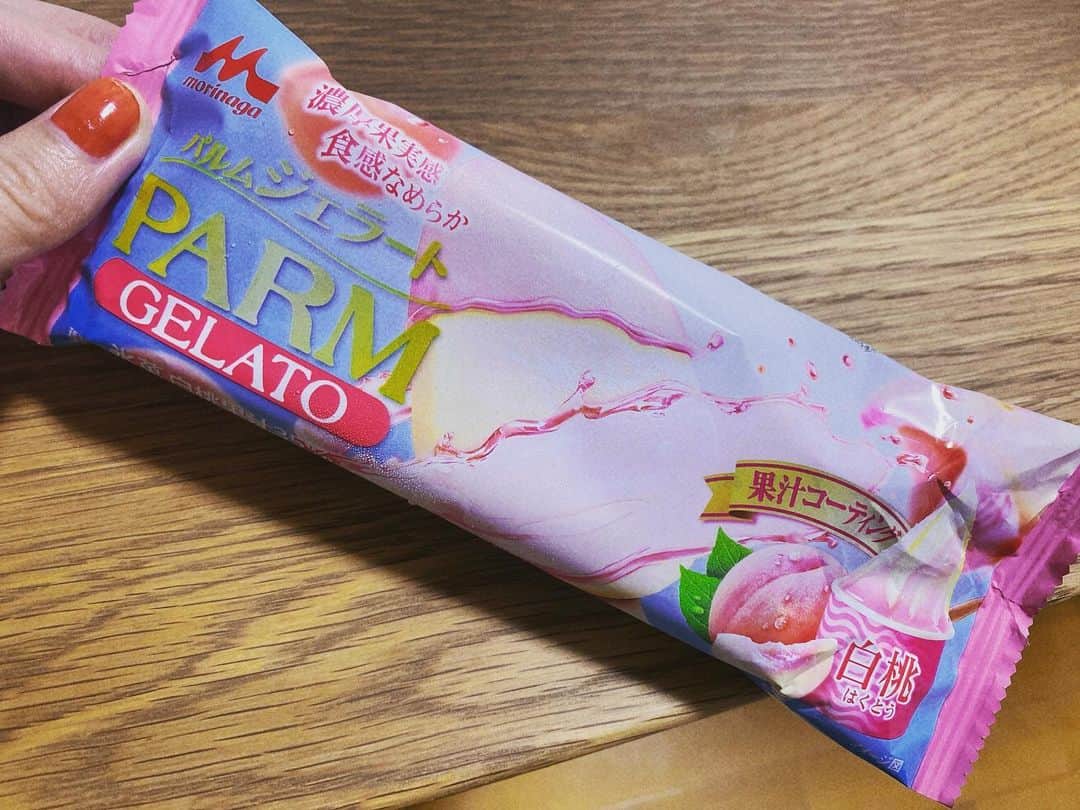 morinaga
濃厚果実感
食感なめらか
パルムジェラート
PARM
GELATO
果汁コーティング
白桃
はくとう